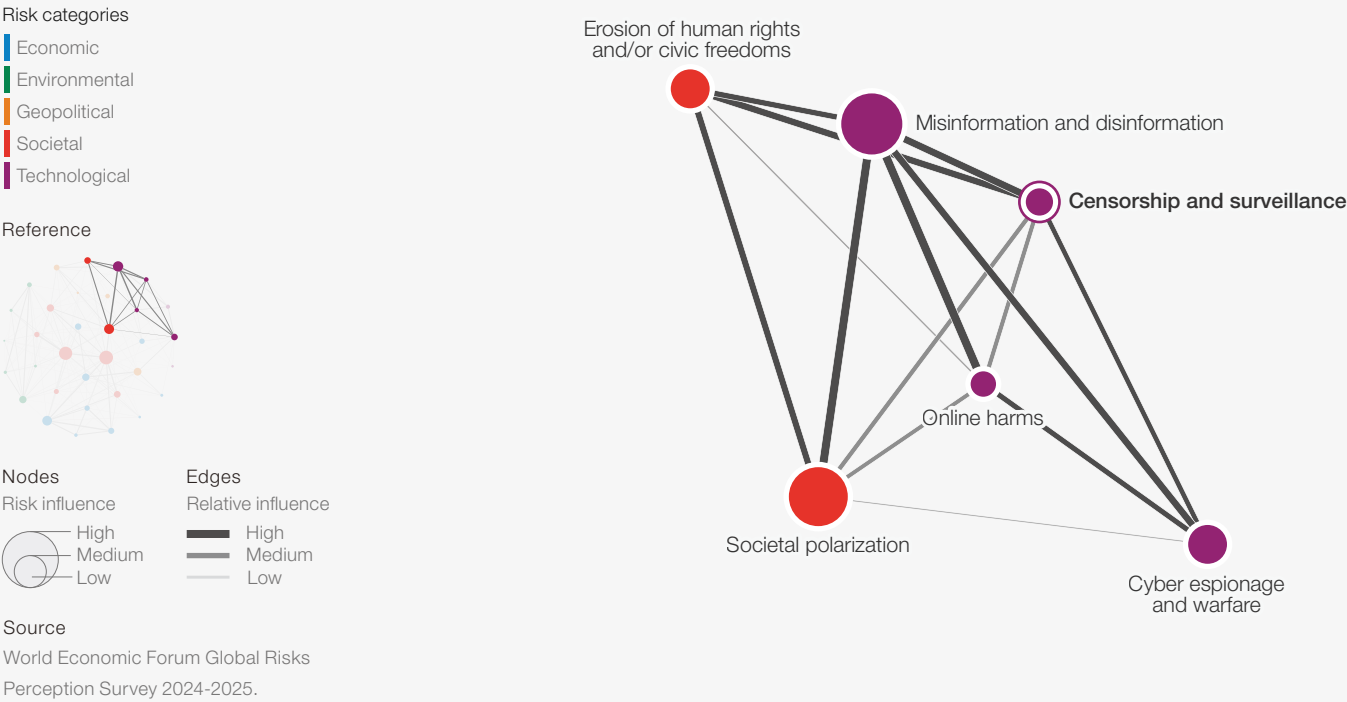 Risk categories
Economic
Environmental
Geopolitical
Societal
Technological
Reference
Nodes
Risk influence
High
Medium
Low
Edges
Relative influence
High
Medium
Low
Source
World Economic Forum Global Risks
Perception Survey 2024-2025.
Erosion of human rights
and/or civic freedoms
Misinformation and disinformation
Censorship and surveillance
Online harms
Societal polarization
Cyber espionage
and warfare